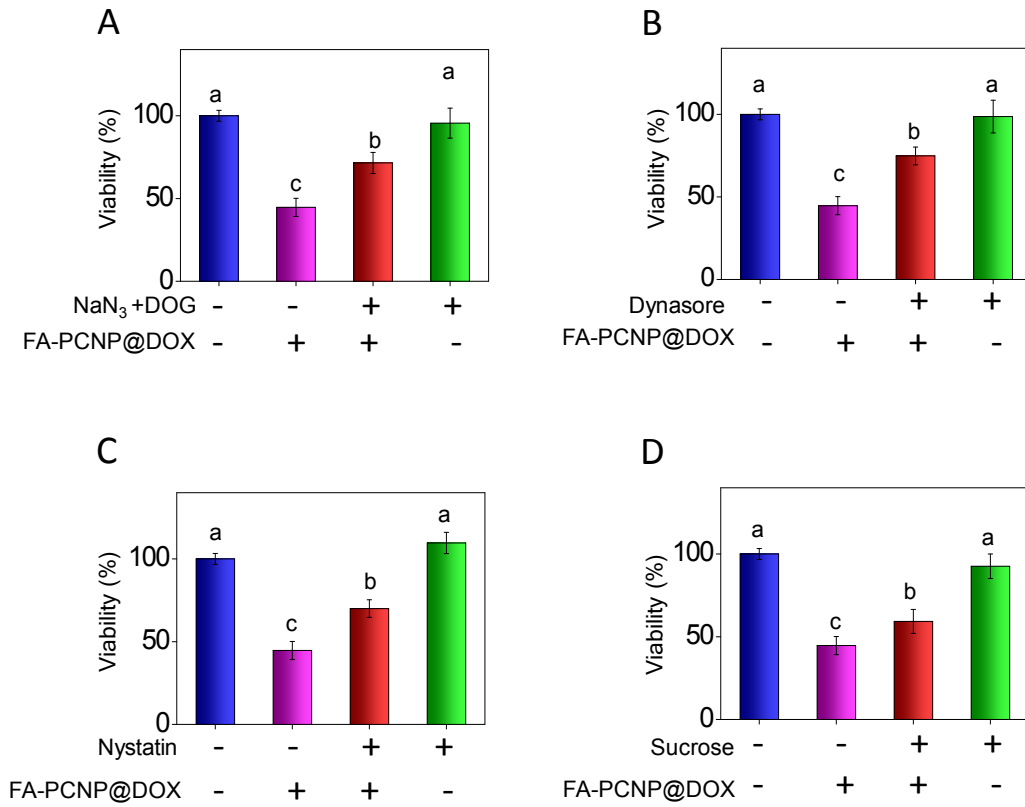 A
Viability (%)
100
50
0
a
c
b
a
NaN₃ +DOG - - + +
FA-PCNP@DOX - + + -
B
Viability (%)
100
50
0
a
c
b
a
Dynasore - - + +
FA-PCNP@DOX - + + -
C
Viability (%)
100
50
0
a
c
b
a
Nystatin - - + +
FA-PCNP@DOX - + + -
D
Viability (%)
100
50
0
a
c
b
a
Sucrose - - + +
FA-PCNP@DOX - + + -